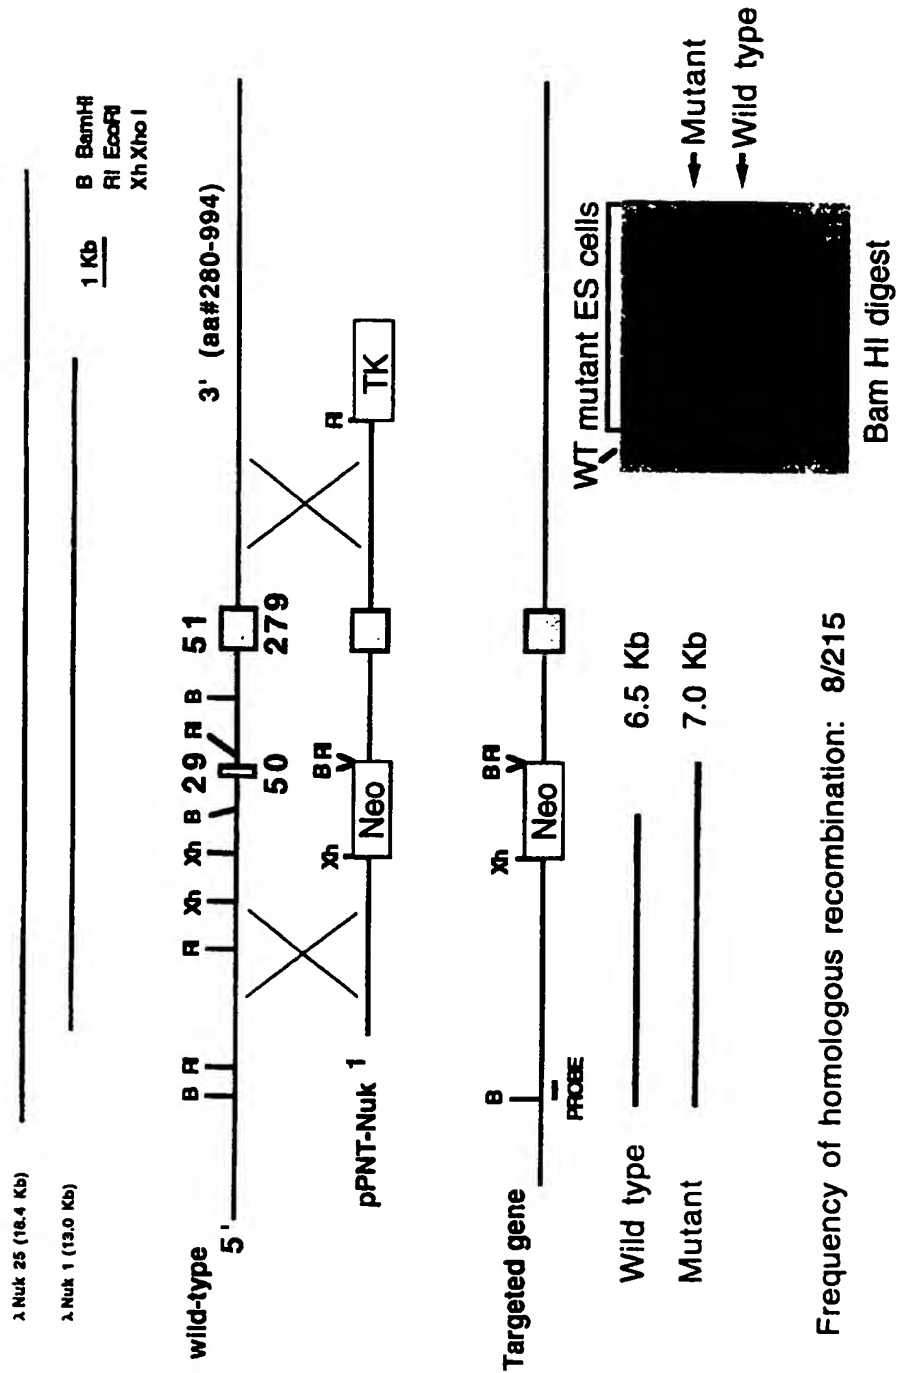 λ Nuk 25 (18.4 Kb)
λ Nuk 1 (13.0 Kb)
1 Kb
B BamHI
RI EcoRI
Xh Xho I
wild-type
5'
B RI RI Xh Xh B 29 RI B 51
50 279
3' (aa#280-994)
pPNT-Nuk 1
Xh Neo B RI RI TK
Targeted gene
B Xh Neo B RI
PROBE
Wild type 6.5 Kb
Mutant 7.0 Kb
WT mutant ES cells
Mutant
Wild type
Bam HI digest
Frequency of homologous recombination: 8/215